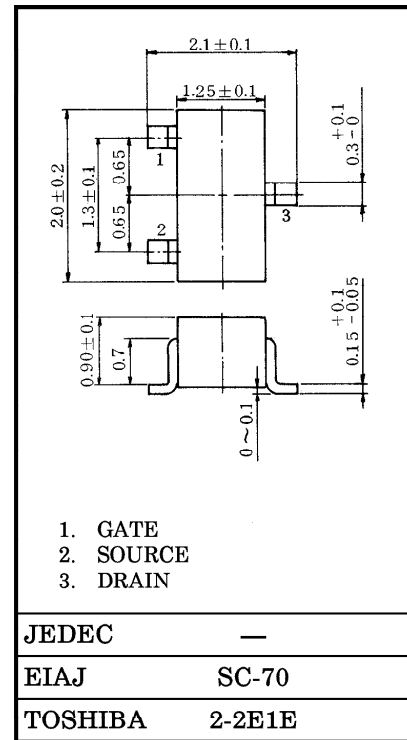 2.1±0.1
1.25±0.1
1
2
3
2.0±0.2
1.3±0.1
0.65
0.65
+0.1
0.3-0
0.90±0.1
0.7
0~0.1
+0.1
0.15-0.05
1. GATE
2. SOURCE
3. DRAIN
JEDEC —
EIAJ SC-70
TOSHIBA 2-2E1E